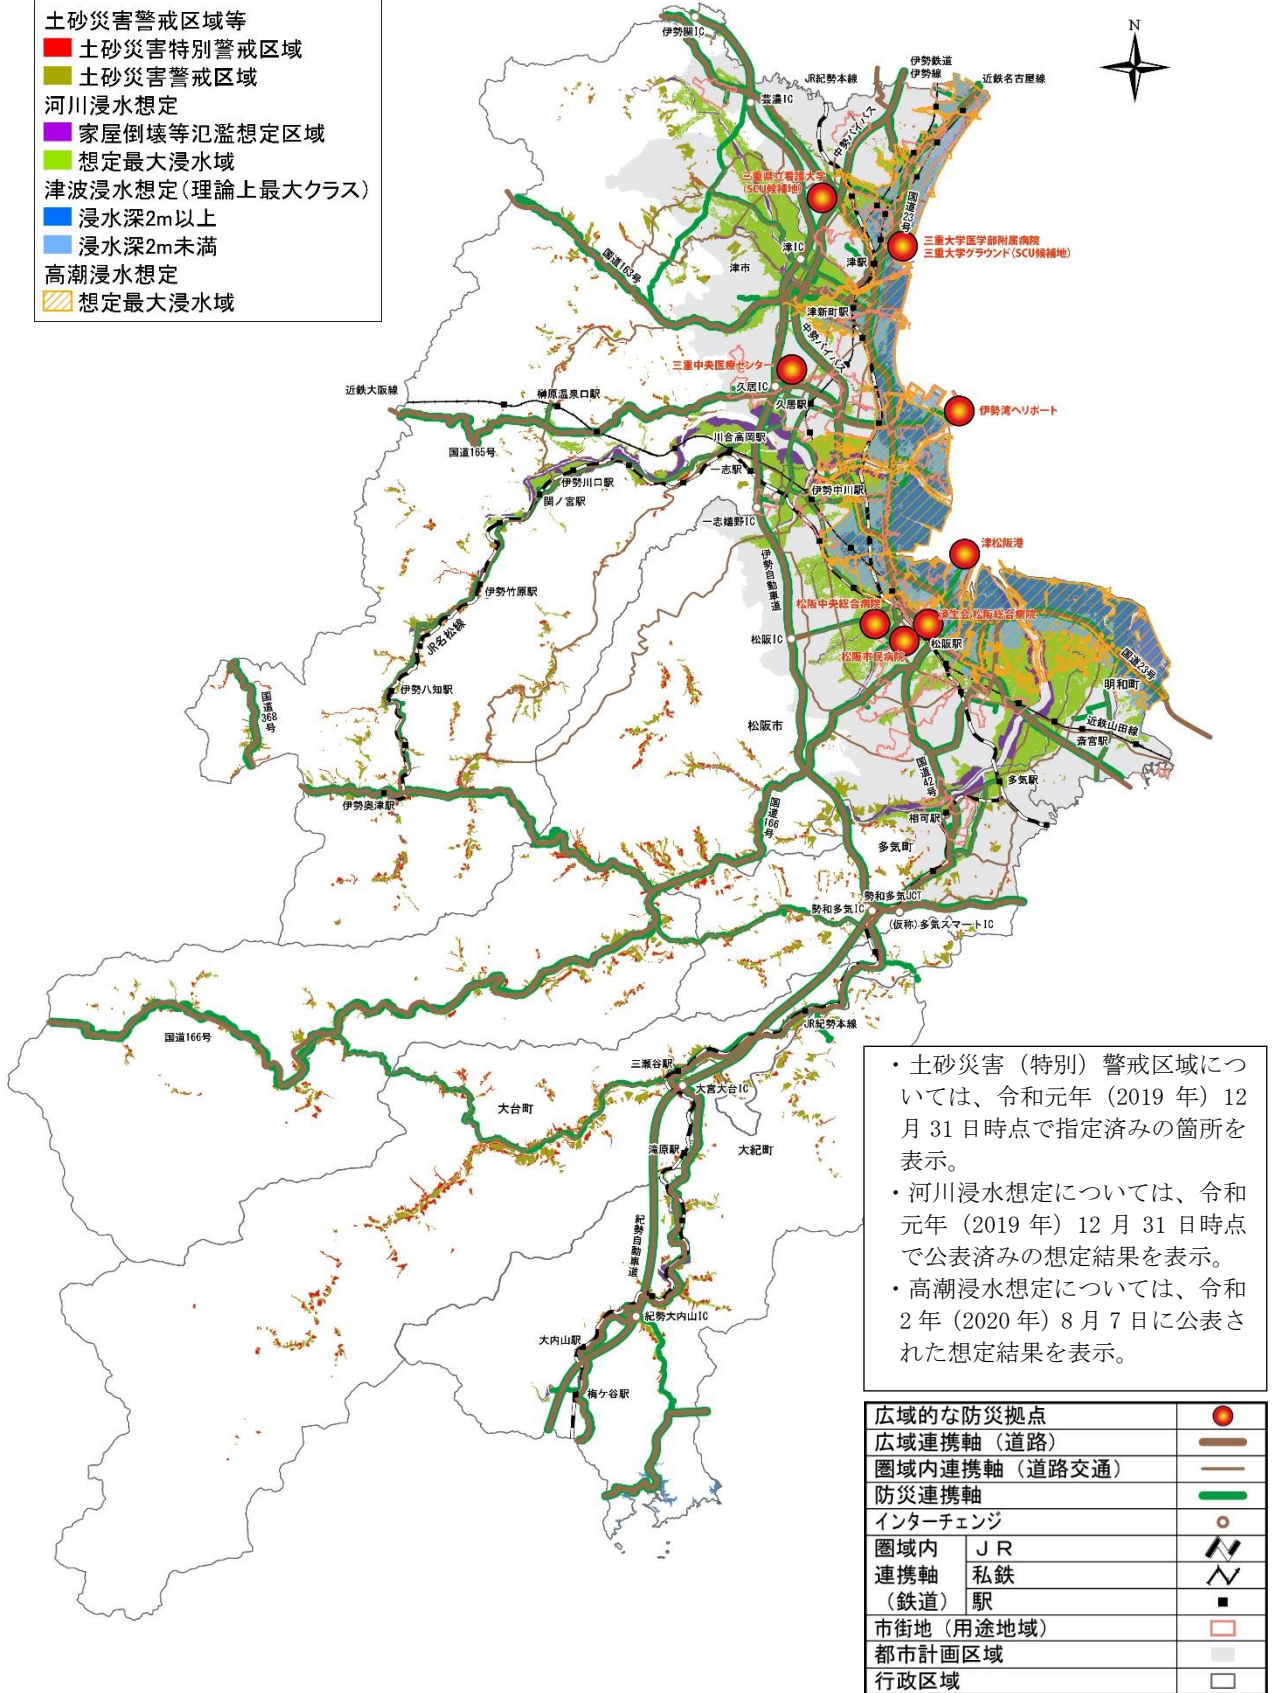 土砂災害警戒区域等
土砂災害特別警戒区域
土砂災害警戒区域
河川浸水想定
家屋倒壊等氾濫想定区域
想定最大浸水域
津波浸水想定(理論上最大クラス)
浸水深2m以上
浸水深2m未満
高潮浸水想定
想定最大浸水域
N
伊勢関IC
JR紀勢本線
伊勢鉄道
伊勢線
近鉄名古屋線
芸濃IC
中勢バイパス
三重県立看護大学
(SCU候補地)
国道23号
三重大学医学部附属病院
三重大学グラウンド(SCU候補地)
国道163号
津市
津IC
津駅
津新町駅
中勢バイパス
三重中央医療センター
久居IC
久居駅
伊勢湾ヘリポート
近鉄大阪線
榊原温泉口駅
国道165号
川合高岡駅
一志駅
伊勢川口駅
関ノ宮駅
伊勢中川駅
一志嬉野IC
津松阪港
伊勢自動車道
伊勢竹原駅
JR名松線
松阪中央総合病院
済生会 松阪総合病院
松阪IC
松阪市民病院
松阪駅
国道23号
明和町
近鉄山田線
斎宮駅
伊勢八知駅
国道368号
松阪市
国道42号
多気駅
伊勢奥津駅
国道166号
相可駅
多気町
勢和多気JCT
勢和多気IC
(仮称)多気スマートIC
国道166号
JR紀勢本線
三瀬谷駅
大宮大台IC
大台町
滝原駅
大紀町
紀勢自動車道
紀勢大内山IC
大内山駅
梅ケ谷駅
・土砂災害（特別）警戒区域につ
いては、令和元年（2019 年）12
月 31 日時点で指定済みの箇所を
表示。
・河川浸水想定については、令和
元年（2019 年）12 月 31 日時点
で公表済みの想定結果を表示。
・高潮浸水想定については、令和
2 年（2020 年）8 月 7 日に公表さ
れた想定結果を表示。
広域的な防災拠点
広域連携軸（道路）
圏域内連携軸（道路交通）
防災連携軸
インターチェンジ
圏域内
連携軸
（鉄道）
ＪＲ
私鉄
駅
市街地（用途地域）
都市計画区域
行政区域